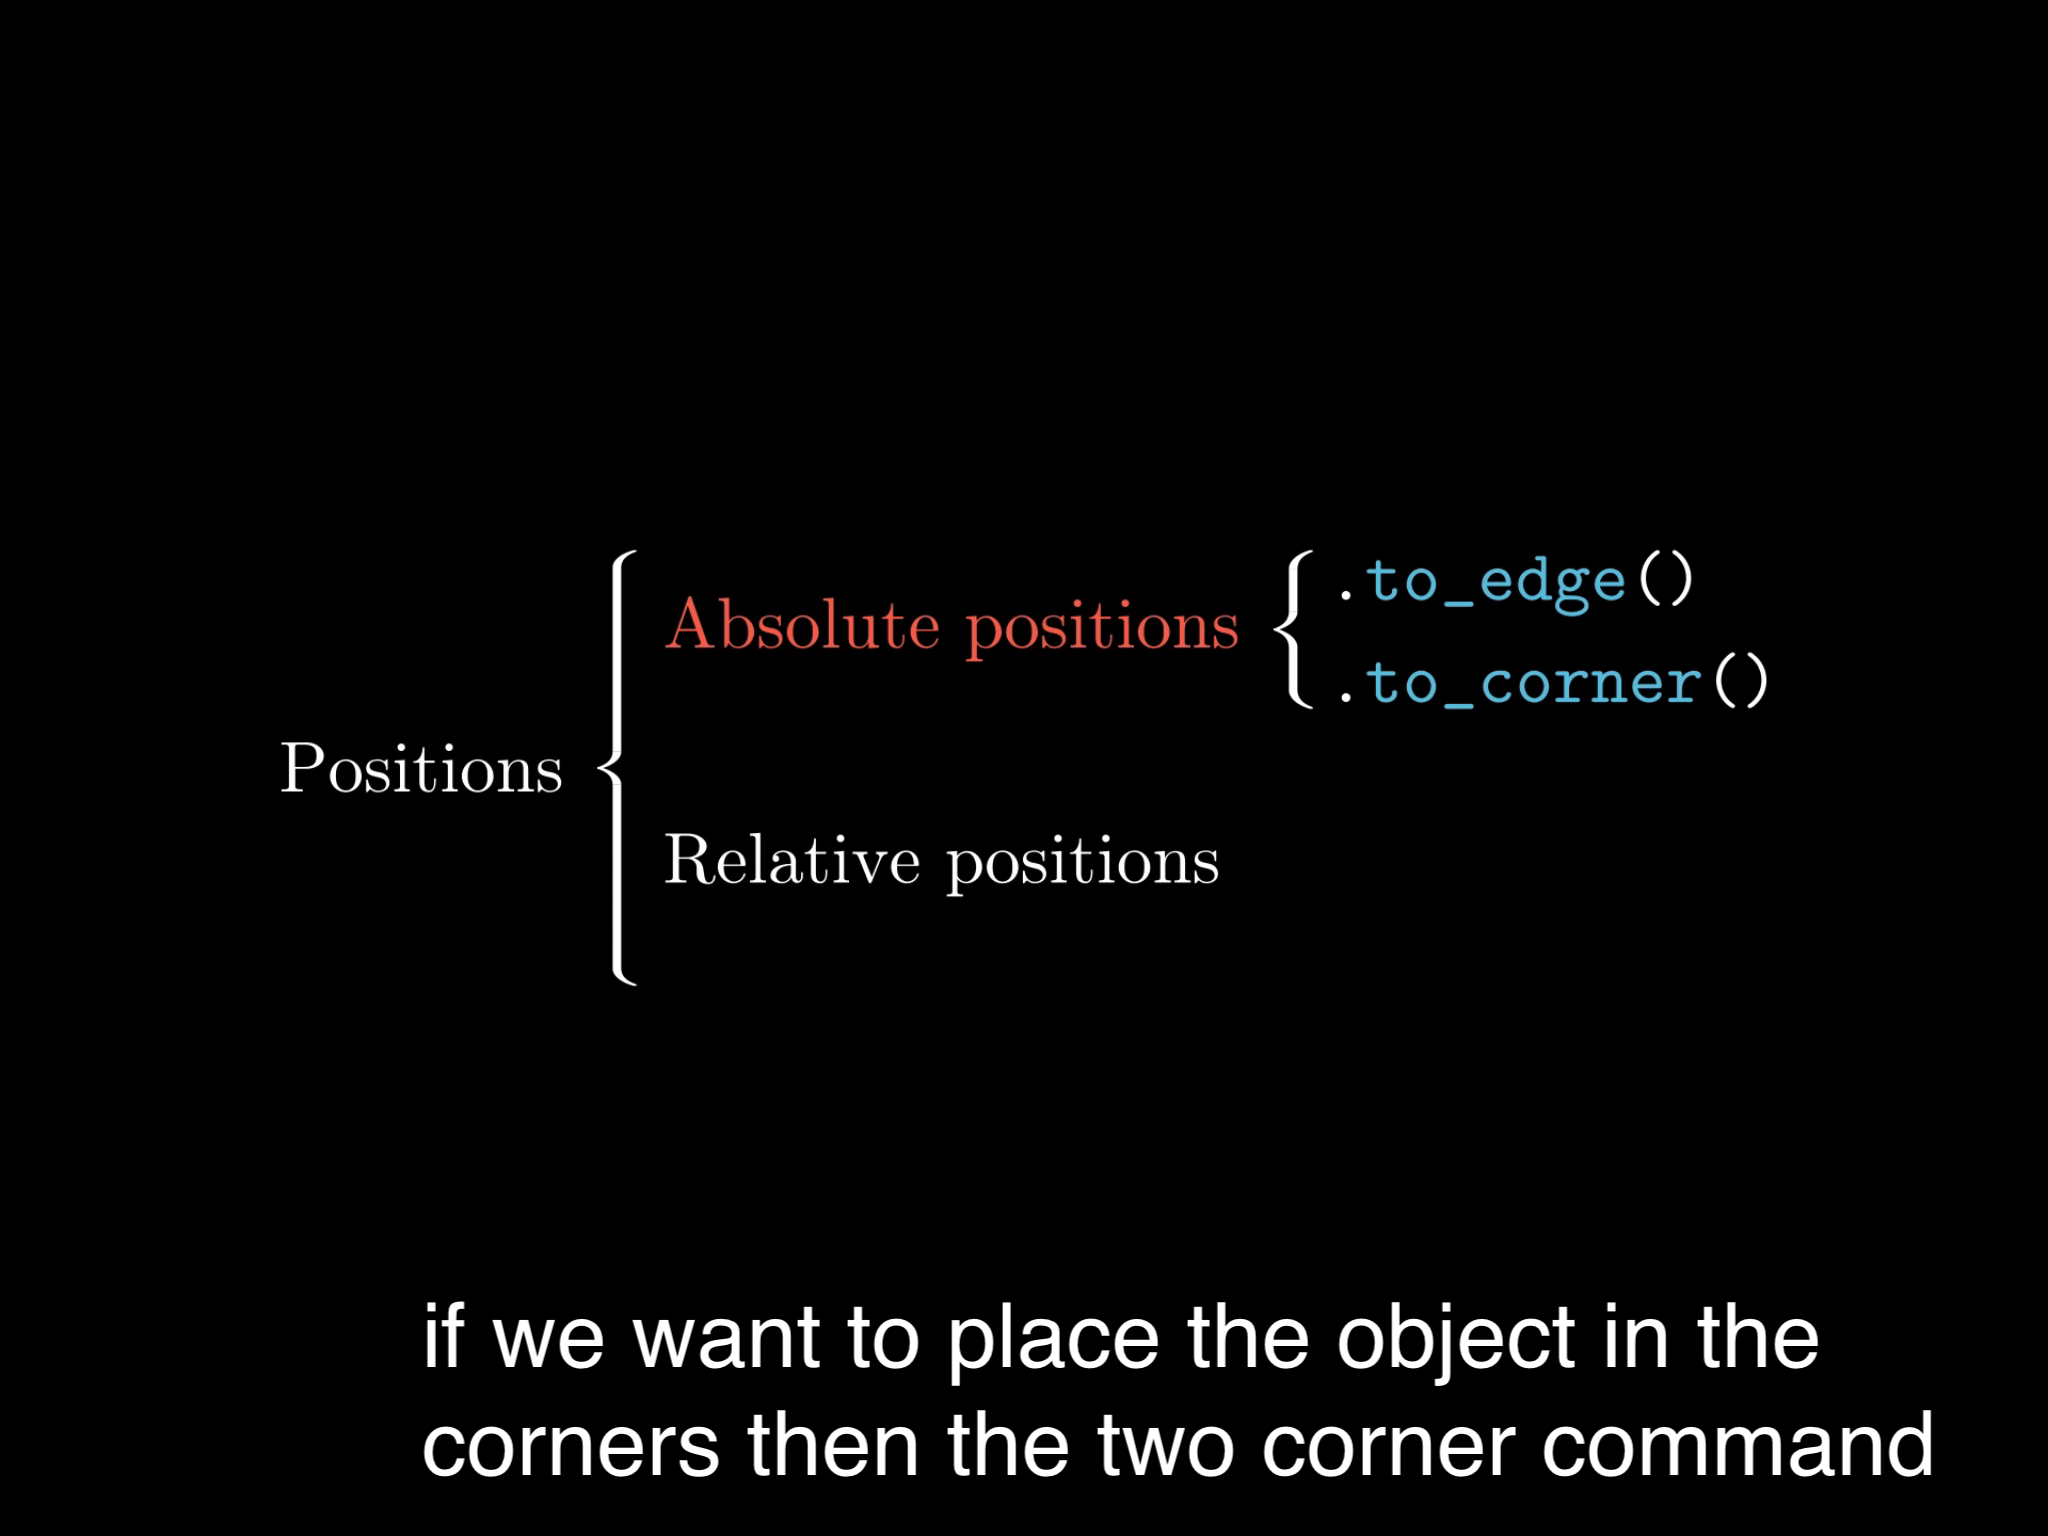 .to_edge()
Absolute positions
.to_corner()
Positions
Relative positions
if we want to place the object in the
corners then the two corner command